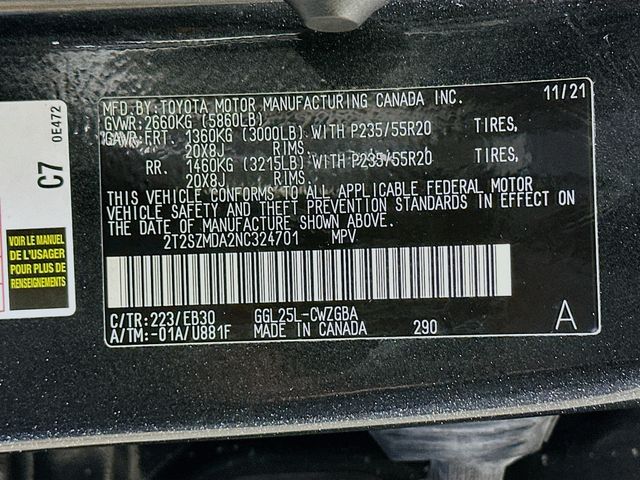 MFD.BY:TOYOTA MOTOR MANUFACTURING CANADA INC. 11/21
GVWR:2660KG (5860LB)
GAWR:FRT. 1360KG (3000LB) WITH P235/55R20 TIRES,
20X8J RIMS.
RR. 1460KG (3215LB) WITH P235/55R20 TIRES,
20X8J RIMS.
THIS VEHICLE CONFORMS TO ALL APPLICABLE FEDERAL MOTOR
VEHICLE SAFETY AND THEFT PREVENTION STANDARDS IN EFFECT ON
THE DATE OF MANUFACTURE SHOWN ABOVE.
2T2SZMDA2NC324701 MPV
C/TR:223/EB30 GGL25L-CWZGBA
A/TM:-01A/U881F MADE IN CANADA 290 A
C7
0E472
VOIR LE MANUEL
DE L'USAGER
POUR PLUS DE
RENSEIGNEMENTS